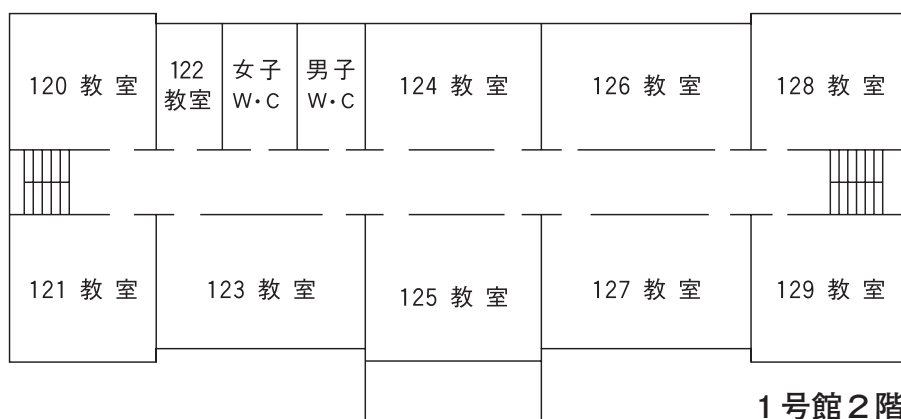 120 教室
122
教室
女子
W・C
男子
W・C
124 教室
126 教室
128 教室
121 教室
123 教室
125 教室
127 教室
129 教室
1号館2階